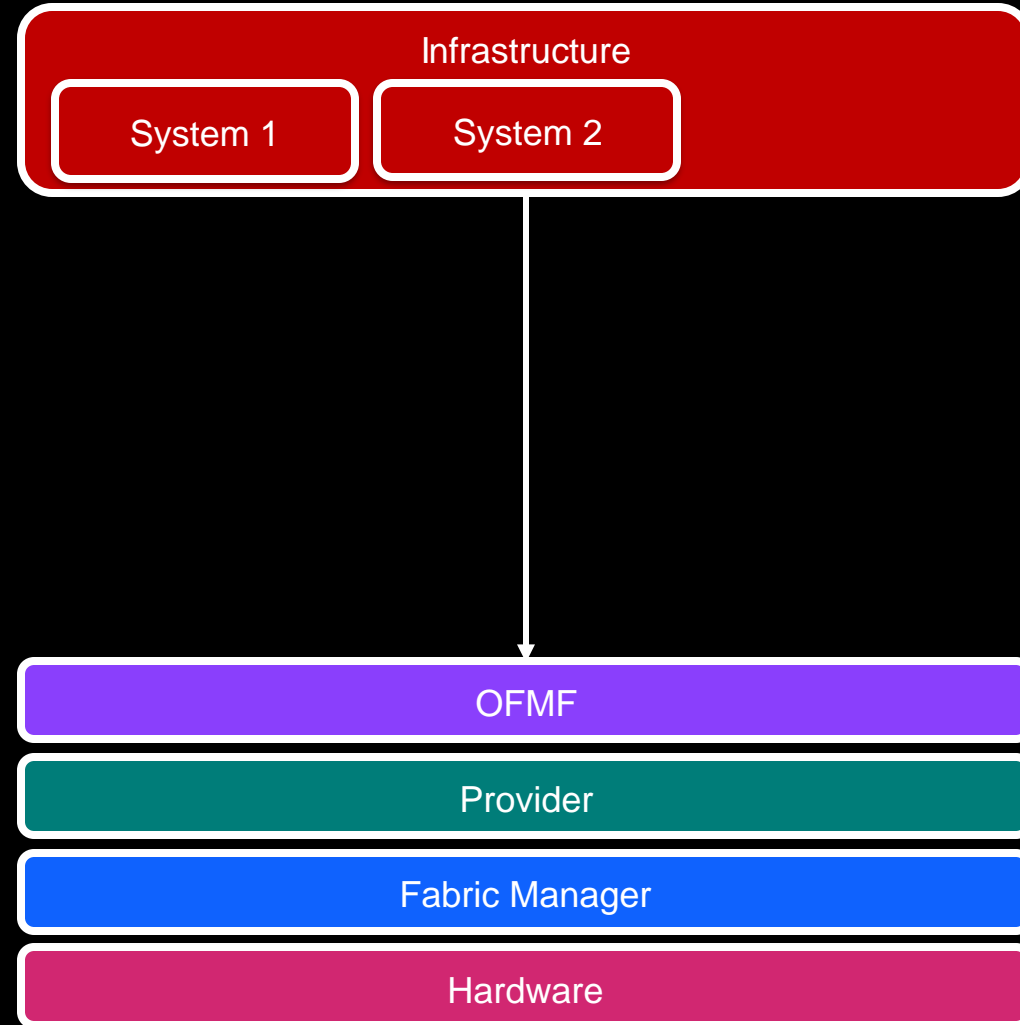 Infrastructure
System 1
System 2
OFMF
Provider
Fabric Manager
Hardware